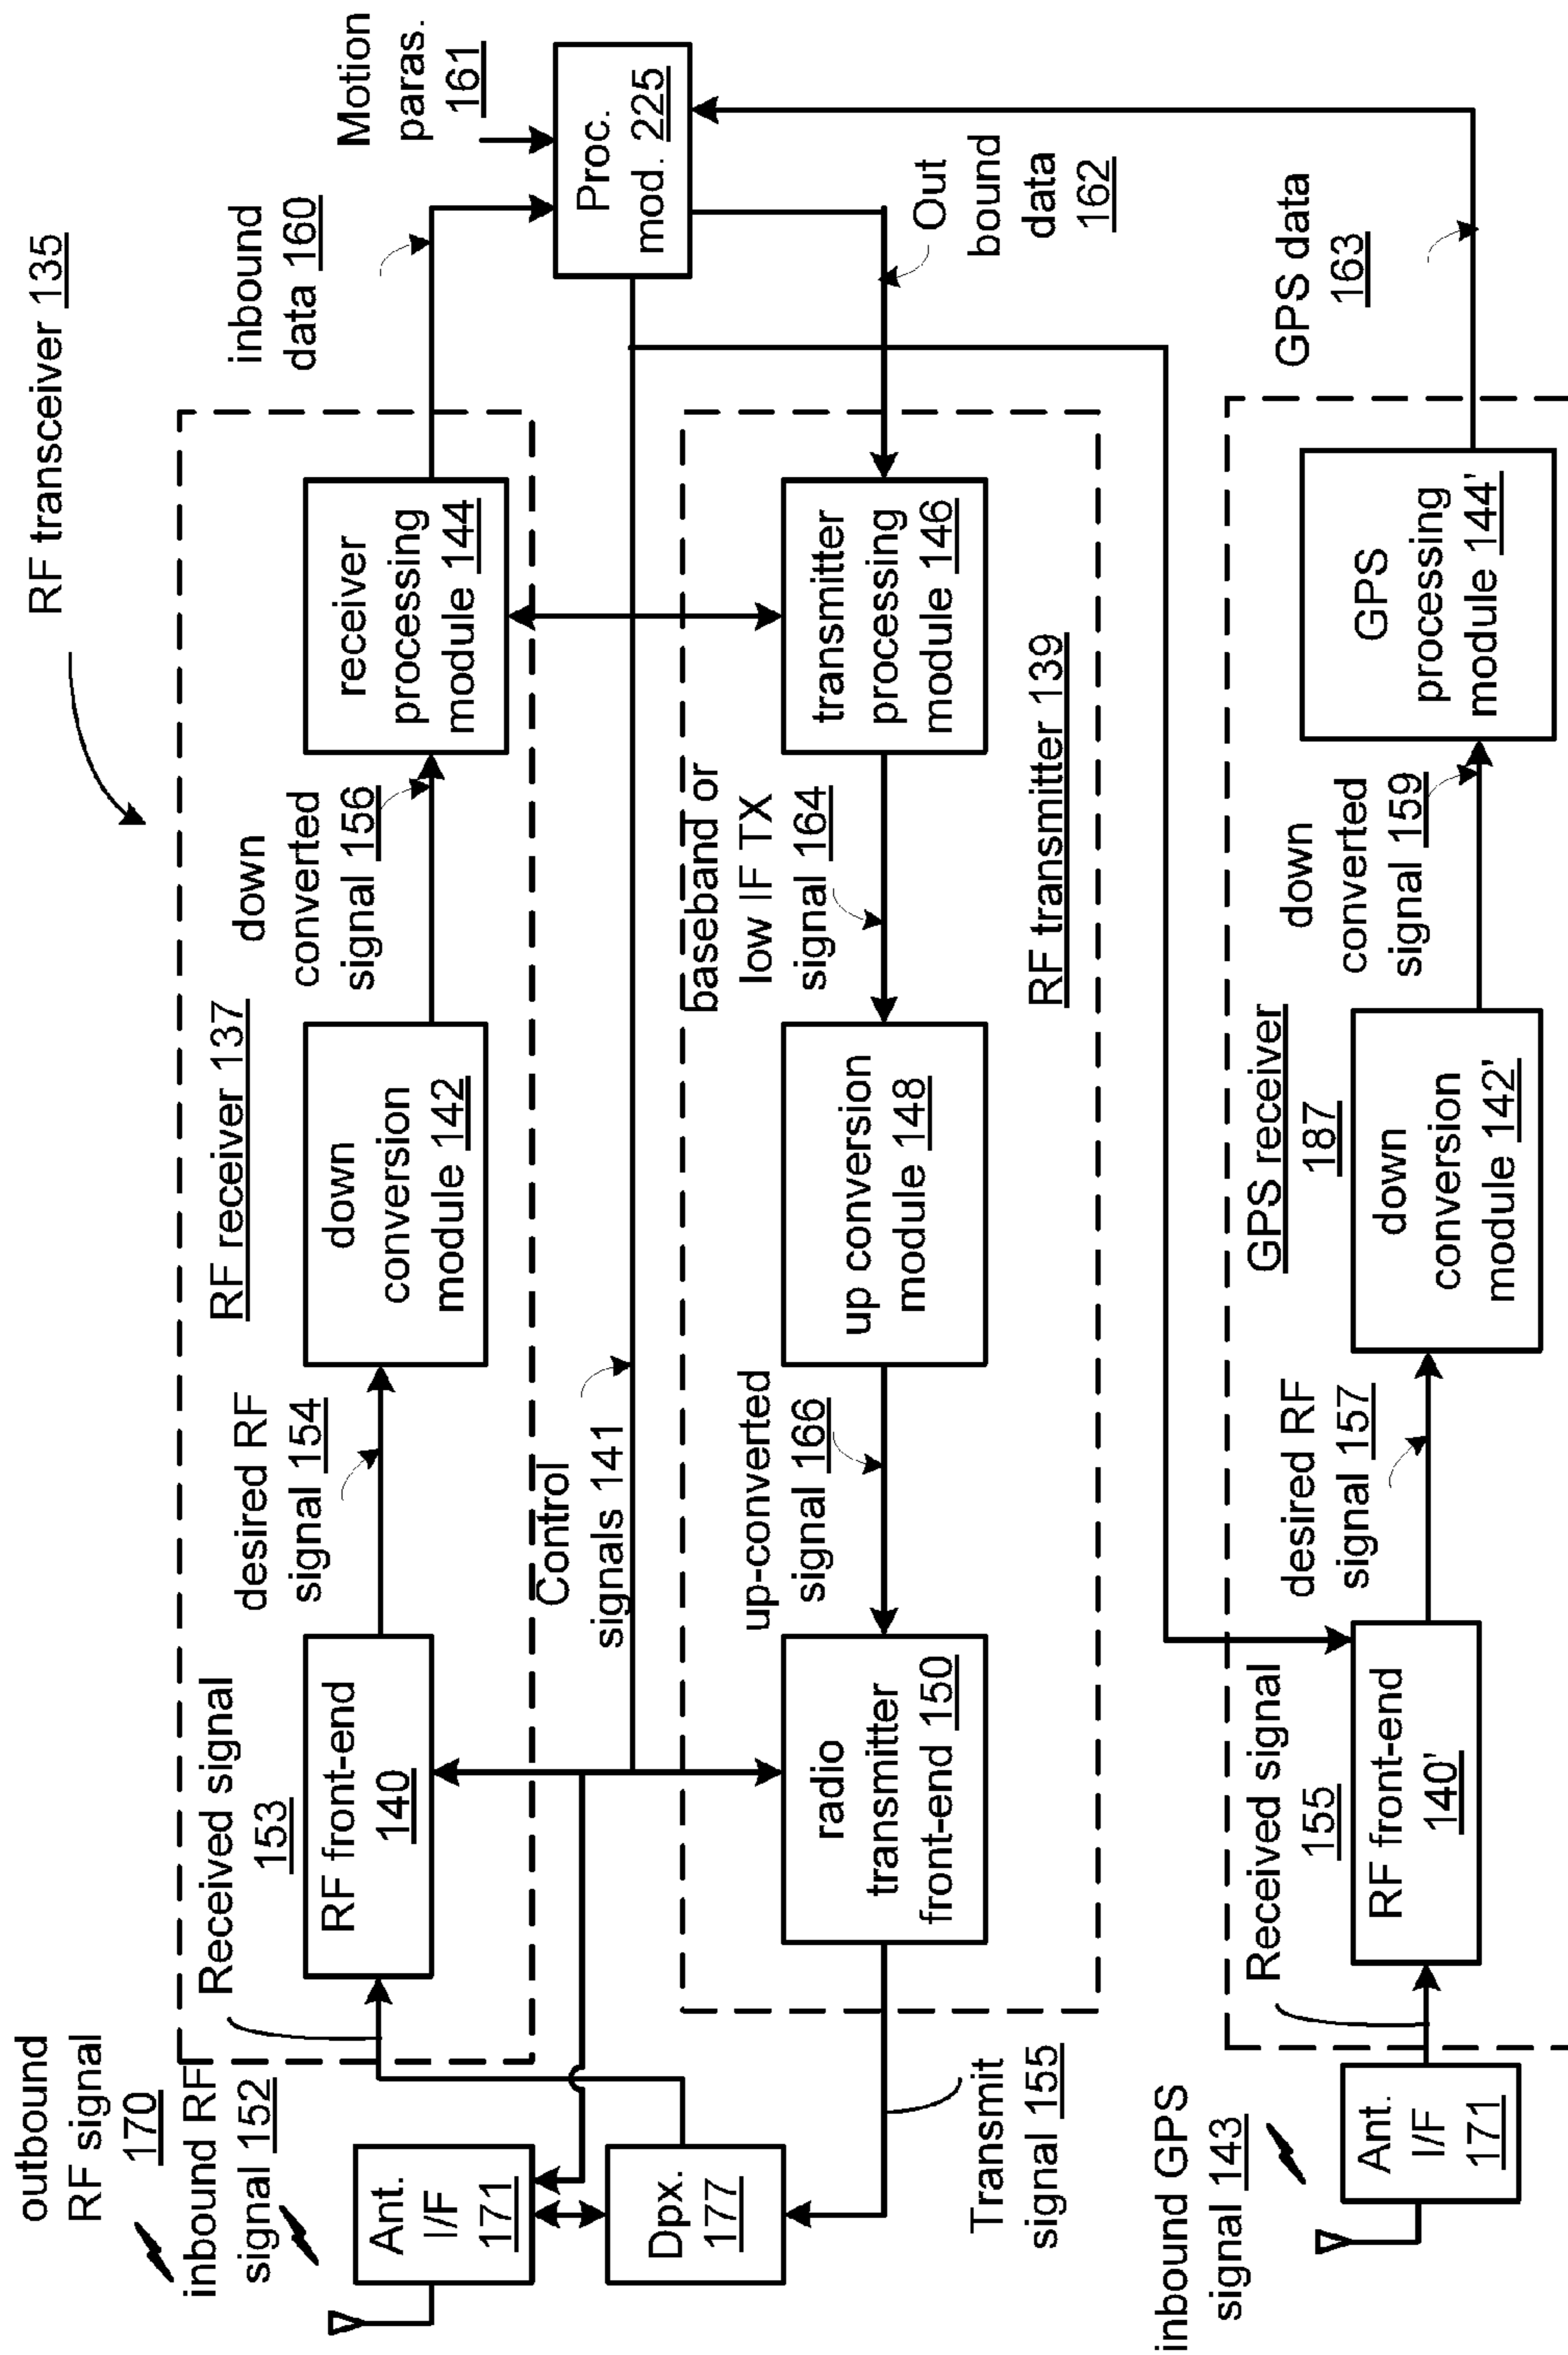 RF transceiver 135
outbound
RF signal
170
inbound RF
signal 152
Ant.
I/F
171
Dpx.
177
Received signal
153
RF front-end
140
desired RF
signal 154
RF receiver 137
down
conversion
module 142
down
converted
signal 156
receiver
processing
module 144
inbound
data 160
Motion
paras.
161
Proc.
mod. 225
Control
signals 141
Transmit
signal 155
radio
transmitter
front-end 150
up-converted
signal 166
up conversion
module 148
baseband or
low IF TX
signal 164
transmitter
processing
module 146
RF transmitter 139
Out
bound
data
162
inbound GPS
signal 143
Ant.
I/F
171
Received signal
155
RF front-end
140'
desired RF
signal 157
GPS receiver
187
down
conversion
module 142'
down
converted
signal 159
GPS
processing
module 144'
GPS data
163